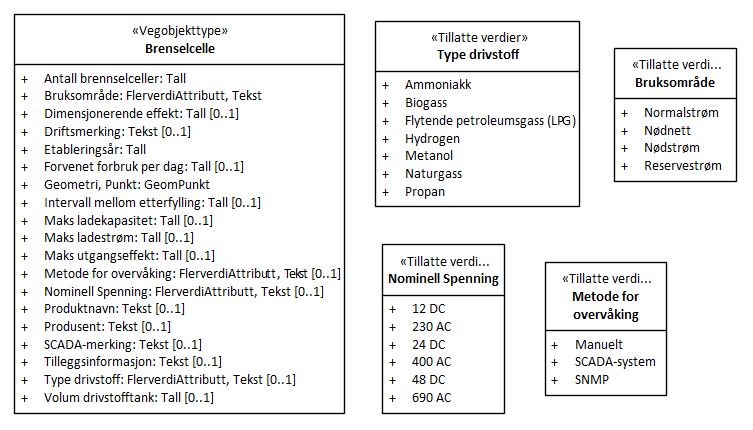 «Vegobjekttype»
Brenselcelle
+ Antall brennselceller: Tall
+ Bruksområde: FlerverdiAttributt, Tekst
+ Dimensjonerende effekt: Tall [0..1]
+ Driftsmerking: Tekst [0..1]
+ Etableringsår: Tall
+ Forvenet forbruk per dag: Tall [0..1]
+ Geometri, Punkt: GeomPunkt
+ Intervall mellom etterfylling: Tall [0..1]
+ Maks ladekapasitet: Tall [0..1]
+ Maks ladestrøm: Tall [0..1]
+ Maks utgangseffekt: Tall [0..1]
+ Metode for overvåking: FlerverdiAttributt, Tekst [0..1]
+ Nominell Spenning: FlerverdiAttributt, Tekst [0..1]
+ Produktnavn: Tekst [0..1]
+ Produsent: Tekst [0..1]
+ SCADA-merking: Tekst [0..1]
+ Tilleggsinformasjon: Tekst [0..1]
+ Type drivstoff: FlerverdiAttributt, Tekst [0..1]
+ Volum drivstofftank: Tall [0..1]
«Tillatte verdier»
Type drivstoff
+ Ammoniakk
+ Biogass
+ Flytende petroleumsgass (LPG)
+ Hydrogen
+ Metanol
+ Naturgass
+ Propan
«Tillatte verdi...
Bruksområde
+ Normalstrøm
+ Nødnett
+ Nødstrøm
+ Reservestrøm
«Tillatte verdi...
Nominell Spenning
+ 12 DC
+ 230 AC
+ 24 DC
+ 400 AC
+ 48 DC
+ 690 AC
«Tillatte verdi...
Metode for
overvåking
+ Manuelt
+ SCADA-system
+ SNMP